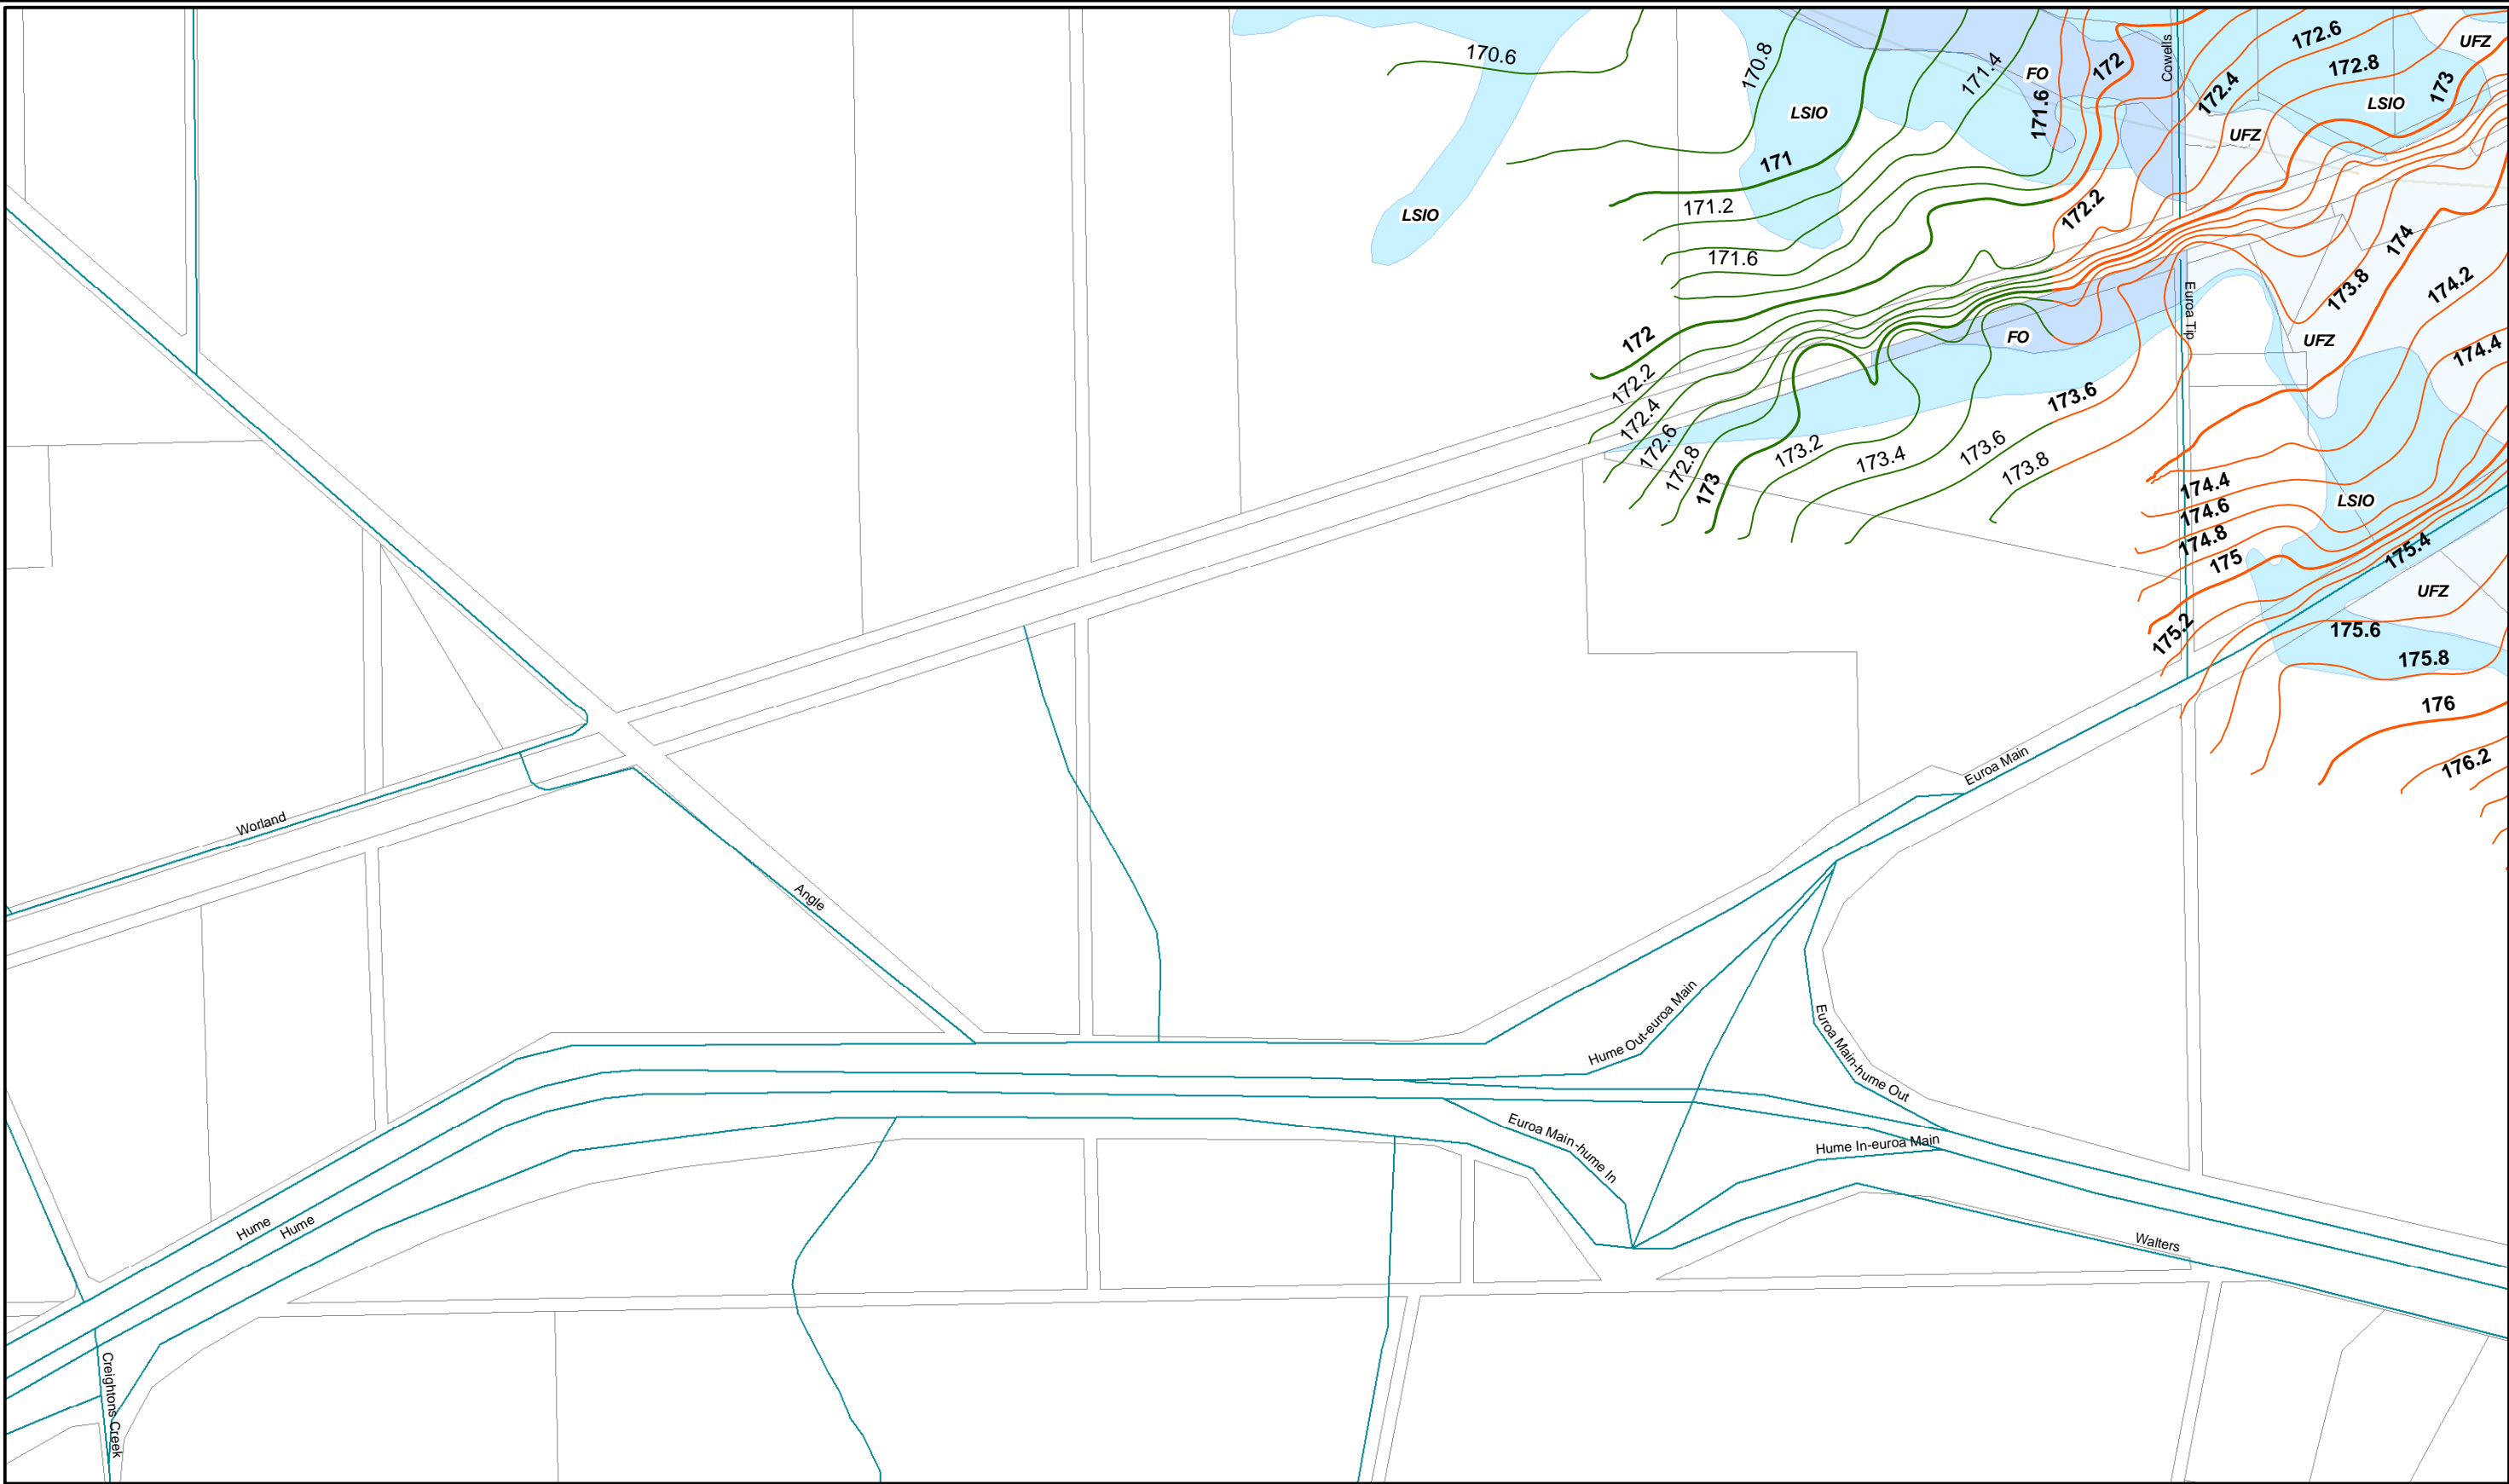 170.6
170.8
171.4
FO
171.6
172
Cowells
172.6
UFZ
172.8
172.4
LSIO
173
LSIO
UFZ
171
171.2
LSIO
172.2
171.6
174
173.8
174.2
Euroa Tip
172
FO
UFZ
174.4
172.2
172.4
172.6
172.8
173
173.2
173.4
173.6
173.8
173.6
174.4
174.6
174.8
175
LSIO
175.4
UFZ
175.2
175.6
175.8
176
176.2
Euroa Main
Worland
Angle
Hume Out-euroa Main
Euroa Main-hume Out
Euroa Main-hume In
Hume In-euroa Main
Hume
Hume
Walters
Creightons Creek